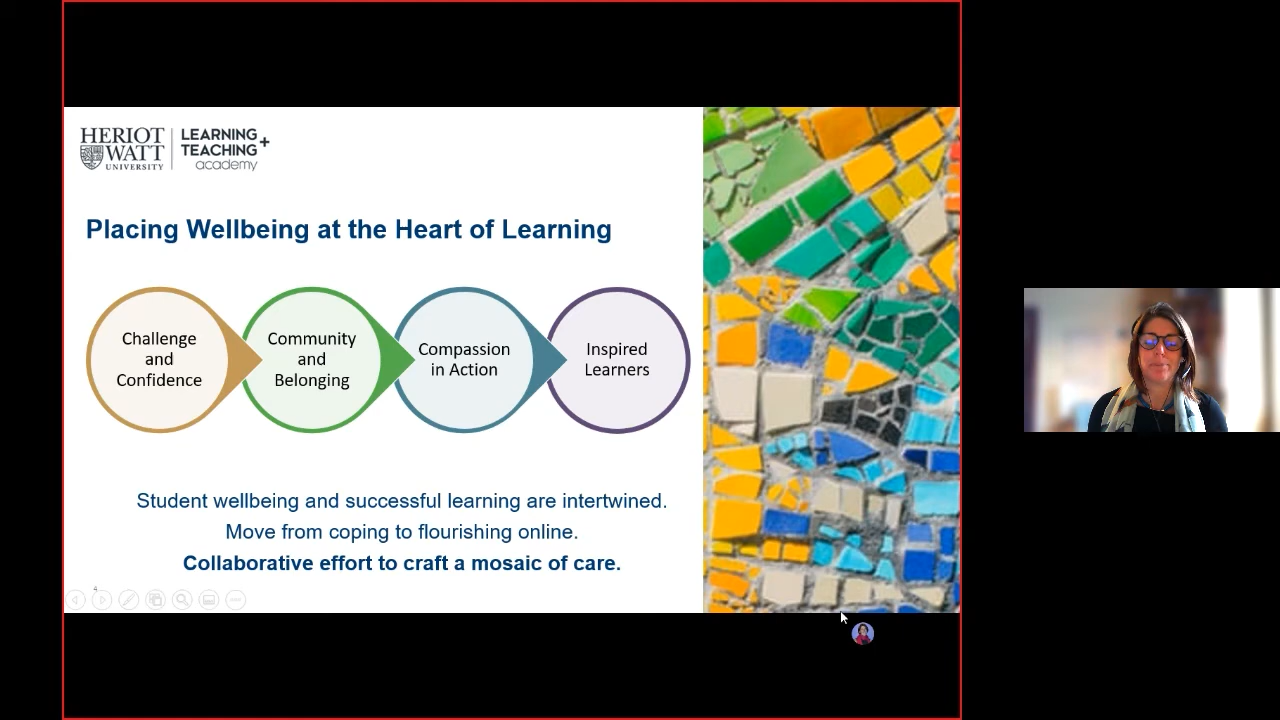 HERIOT
WATT
UNIVERSITY
LEARNING
TEACHING+
academy
Placing Wellbeing at the Heart of Learning
Challenge
and
Confidence
Community
and
Belonging
Compassion
in Action
Inspired
Learners
Student wellbeing and successful learning are intertwined.
Move from coping to flourishing online.
Collaborative effort to craft a mosaic of care.
4